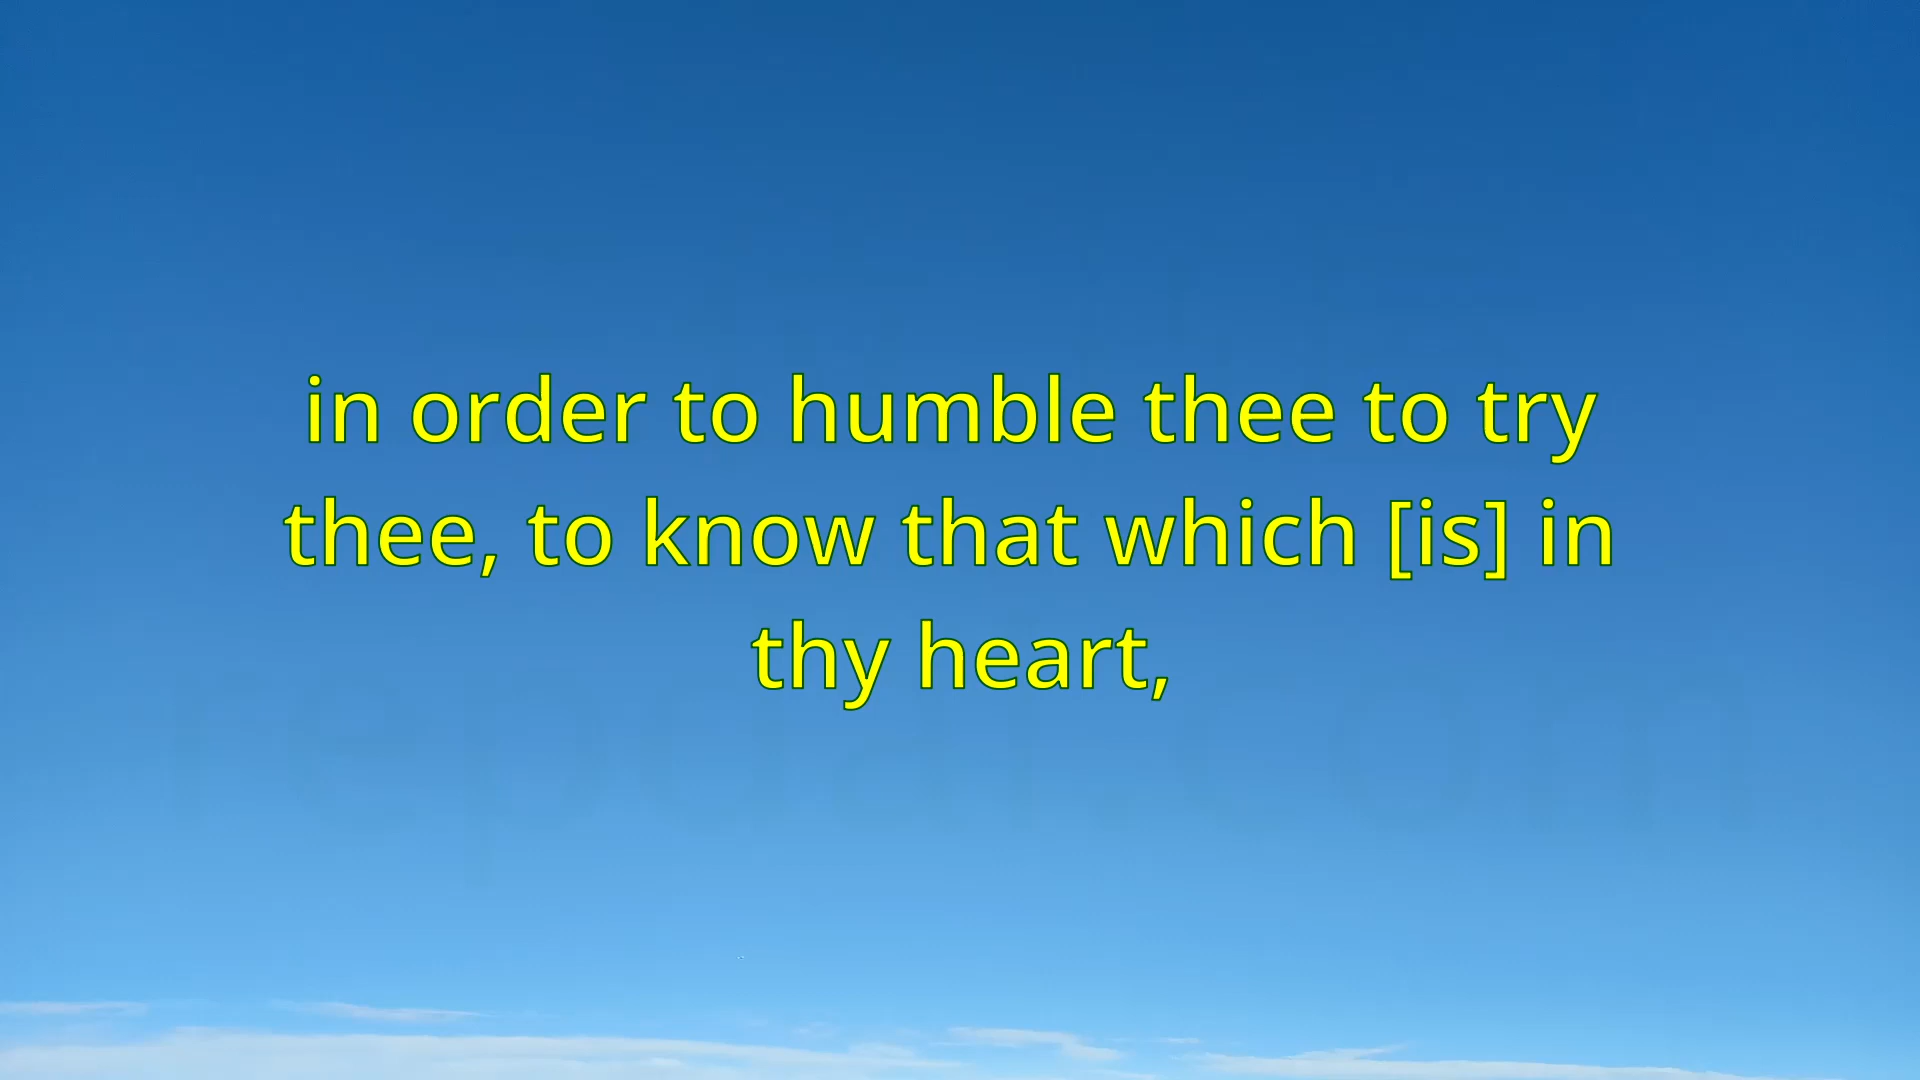 in order to humble thee to try
thee, to know that which [is] in
thy heart,